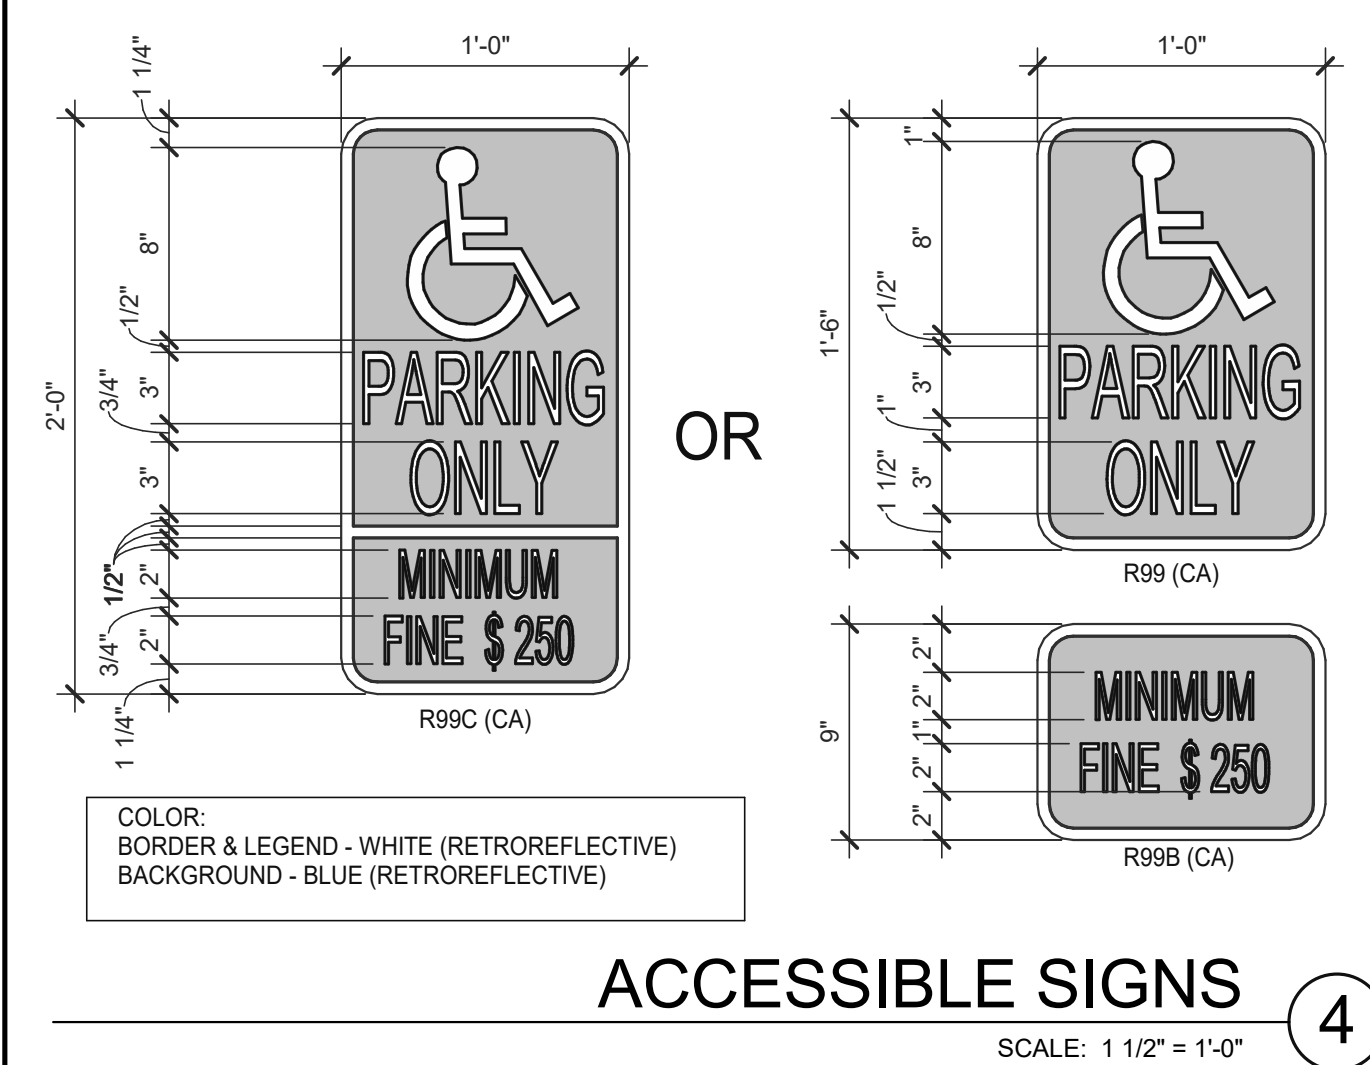 1'-0"
1 1/4"
8"
1/2"
3"
3/4"
3"
1/2"
2"
3/4"
2"
1 1/4"
2'-0"
PARKING
ONLY
MINIMUM
FINE $ 250
R99C (CA)
OR
1'-0"
1"
8"
1/2"
3"
1"
3"
1 1/2"
1'-6"
PARKING
ONLY
R99 (CA)
2"
2"
1"
2"
2"
9"
MINIMUM
FINE $ 250
R99B (CA)
COLOR:
BORDER & LEGEND - WHITE (RETROREFLECTIVE)
BACKGROUND - BLUE (RETROREFLECTIVE)
ACCESSIBLE SIGNS
4
SCALE: 1 1/2" = 1'-0"